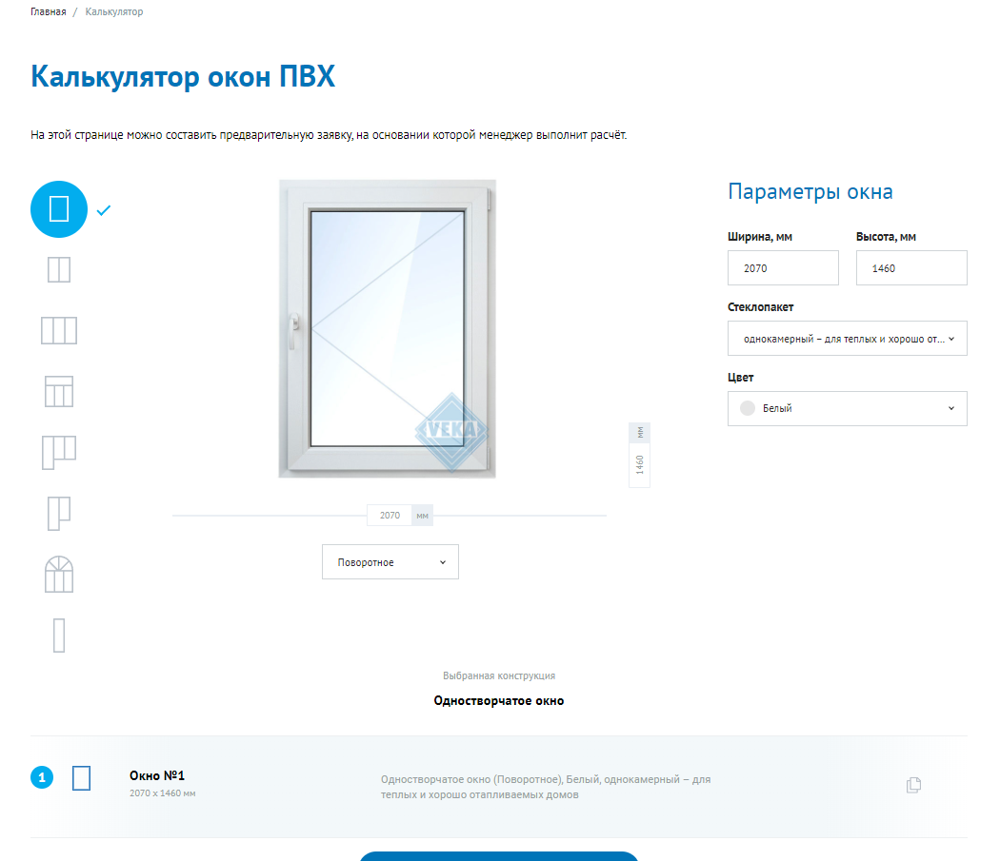 Главная / Калькулятор
Калькулятор окон ПВХ
На этой странице можно составить предварительную заявку, на основании которой менеджер выполнит расчёт.
Параметры окна
Ширина, мм Высота, мм
2070 1460
Стеклопакет
однокамерный – для теплых и хорошо от...
Цвет
Белый
VEKA
мм
1460
2070 мм
Поворотное
Выбранная конструкция
Одностворчатое окно
1
Окно №1
2070 x 1460 мм
Одностворчатое окно (Поворотное), Белый, однокамерный – для
теплых и хорошо отапливаемых домов